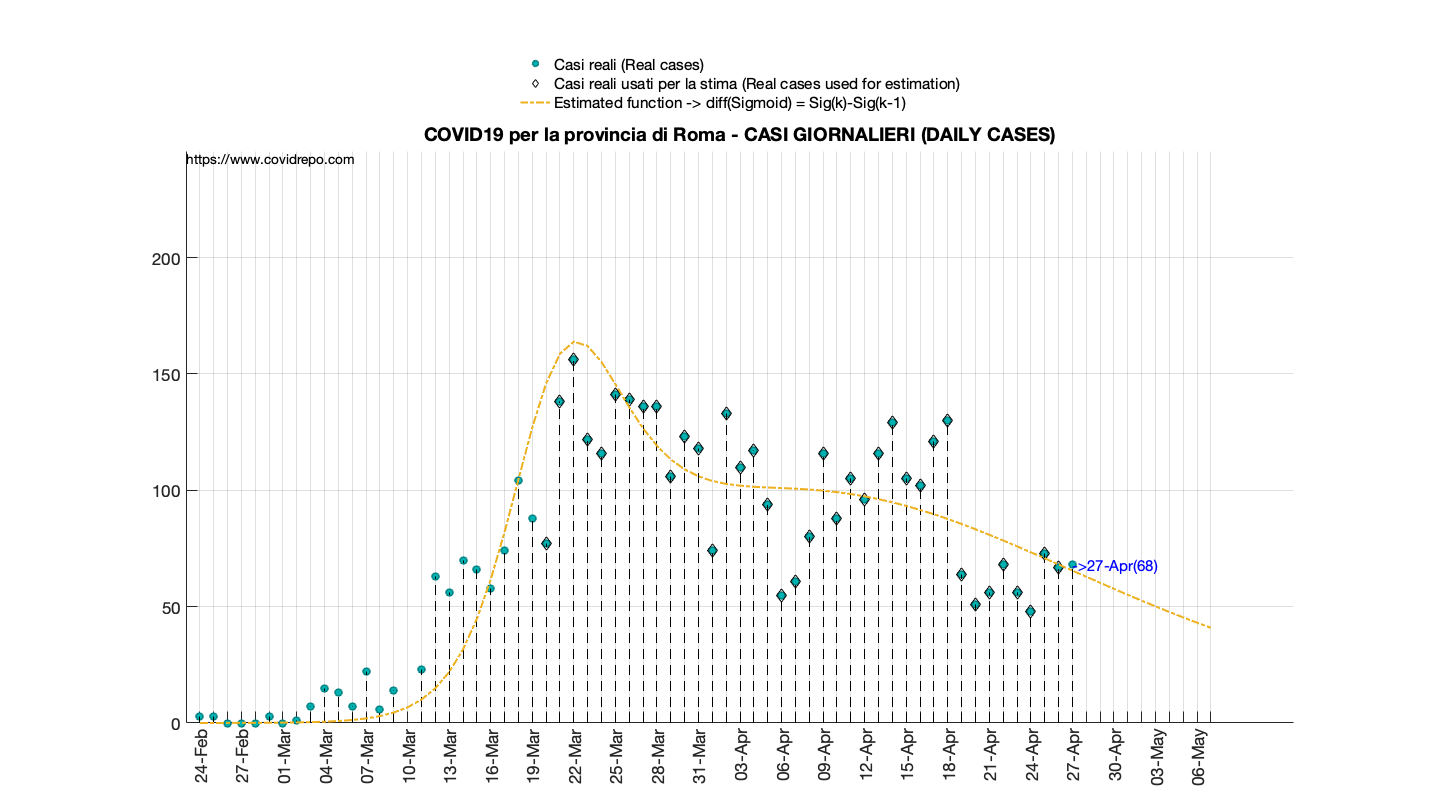 Casi reali (Real cases)
Casi reali usati per la stima (Real cases used for estimation)
Estimated function -> diff(Sigmoid) = Sig(k)-Sig(k-1)
COVID19 per la provincia di Roma - CASI GIORNALIERI (DAILY CASES)
https://www.covidrepo.com
200
150
100
50
0
->27-Apr(68)
24-Feb
27-Feb
01-Mar
04-Mar
07-Mar
10-Mar
13-Mar
16-Mar
19-Mar
22-Mar
25-Mar
28-Mar
31-Mar
03-Apr
06-Apr
09-Apr
12-Apr
15-Apr
18-Apr
21-Apr
24-Apr
27-Apr
30-Apr
03-May
06-May